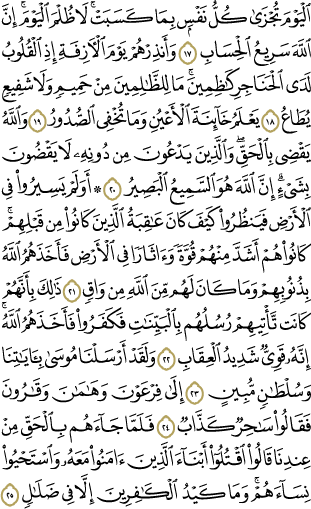 ٱلْيَوْمَ تُجْزَىٰ كُلُّ نَفْسٍۭ بِمَا كَسَبَتْ ۚ لَا ظُلْمَ ٱلْيَوْمَ ۚ إِنَّ
ٱللَّهَ سَرِيعُ ٱلْحِسَابِ ١٧ وَأَنذِرْهُمْ يَوْمَ ٱلْءَازِفَةِ إِذِ ٱلْقُلُوبُ
لَدَى ٱلْحَنَاجِرِ كَٰظِمِينَ ۚ مَا لِلظَّٰلِمِينَ مِنْ حَمِيمٍ وَلَا شَفِيعٍ
يُطَاعُ ١٨ يَعْلَمُ خَآئِنَةَ ٱلْأَعْيُنِ وَمَا تُخْفِى ٱلصُّدُورُ ١٩ وَٱللَّهُ
يَقْضِى بِٱلْحَقِّ ۖ وَٱلَّذِينَ يَدْعُونَ مِن دُونِهِۦ لَا يَقْضُونَ
بِشَىْءٍ ۗ إِنَّ ٱللَّهَ هُوَ ٱلسَّمِيعُ ٱلْبَصِيرُ ٢٠ ۞ أَوَلَمْ يَسِيرُوا۟ فِى
ٱلْأَرْضِ فَيَنظُرُوا۟ كَيْفَ كَانَ عَٰقِبَةُ ٱلَّذِينَ كَانُوا۟ مِن قَبْلِهِمْ ۚ
كَانُوا۟ هُمْ أَشَدَّ مِنْهُمْ قُوَّةً وَءَاثَارًا فِى ٱلْأَرْضِ فَأَخَذَهُمُ ٱللَّهُ
بِذُنُوبِهِمْ وَمَا كَانَ لَهُم مِّنَ ٱللَّهِ مِن وَاقٍ ٢١ ذَٰلِكَ بِأَنَّهُمْ
كَانَت تَّأْتِيهِمْ رُسُلُهُم بِٱلْبَيِّنَٰتِ فَكَفَرُوا۟ فَأَخَذَهُمُ ٱللَّهُ ۚ
إِنَّهُۥ قَوِىٌّ شَدِيدُ ٱلْعِقَابِ ٢٢ وَلَقَدْ أَرْسَلْنَا مُوسَىٰ بِـَٔايَٰتِنَا
وَسُلْطَٰنٍ مُّبِينٍ ٢٣ إِلَىٰ فِرْعَوْنَ وَهَٰمَٰنَ وَقَٰرُونَ
فَقَالُوا۟ سَٰحِرٌ كَذَّابٌ ٢٤ فَلَمَّا جَآءَهُم بِٱلْحَقِّ مِنْ
عِندِنَا قَالُوا۟ ٱقْتُلُوٓا۟ أَبْنَآءَ ٱلَّذِينَ ءَامَنُوا۟ مَعَهُۥ وَٱسْتَحْيُوا۟
نِسَآءَهُمْ ۚ وَمَا كَيْدُ ٱلْكَٰفِرِينَ إِلَّا فِى ضَلَٰلٍ ٢٥